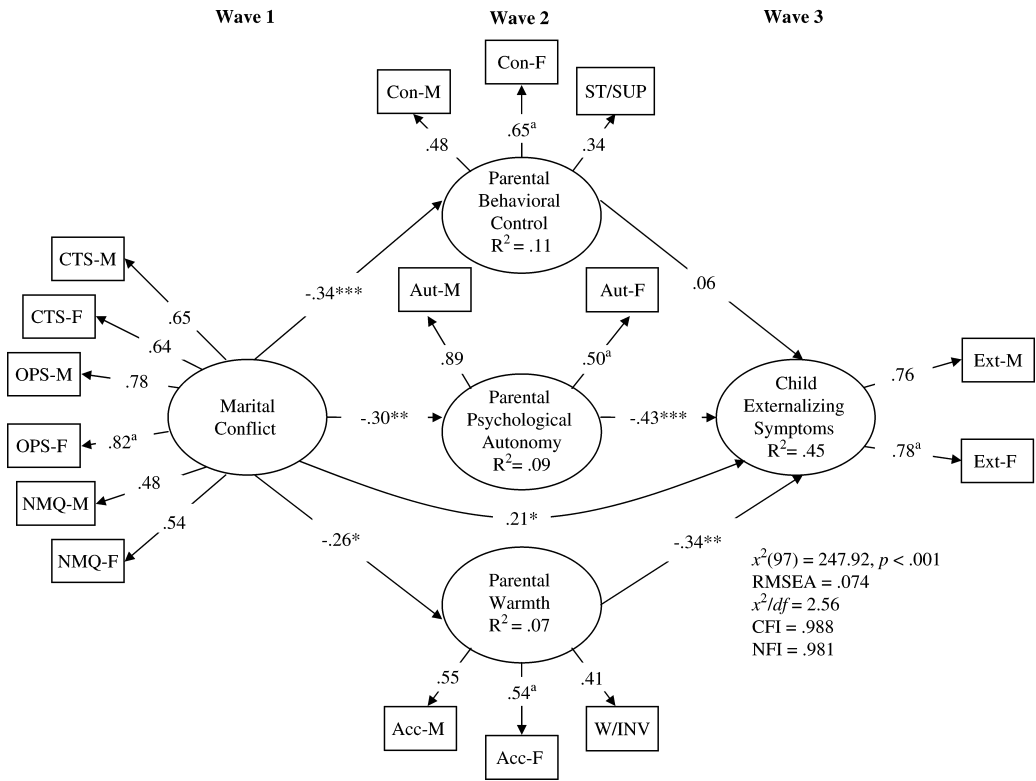 Wave 1
Wave 2
Wave 3
Con-M
Con-F
ST/SUP
.48
.65a
.34
Parental
Behavioral
Control
R2 = .11
CTS-M
CTS-F
OPS-M
OPS-F
NMQ-M
NMQ-F
.65
.64
.78
.82a
.48
.54
Marital
Conflict
-.34***
-.30**
-.26*
.21*
Aut-M
Aut-F
.89
.50a
Parental
Psychological
Autonomy
R2= .09
.06
-.43***
-.34**
Child
Externalizing
Symptoms
R2= .45
.76
.78a
Ext-M
Ext-F
Parental
Warmth
R2 = .07
.55
.54a
.41
Acc-M
Acc-F
W/INV
x2(97) = 247.92, p < .001
RMSEA = .074
x2/df = 2.56
CFI = .988
NFI = .981